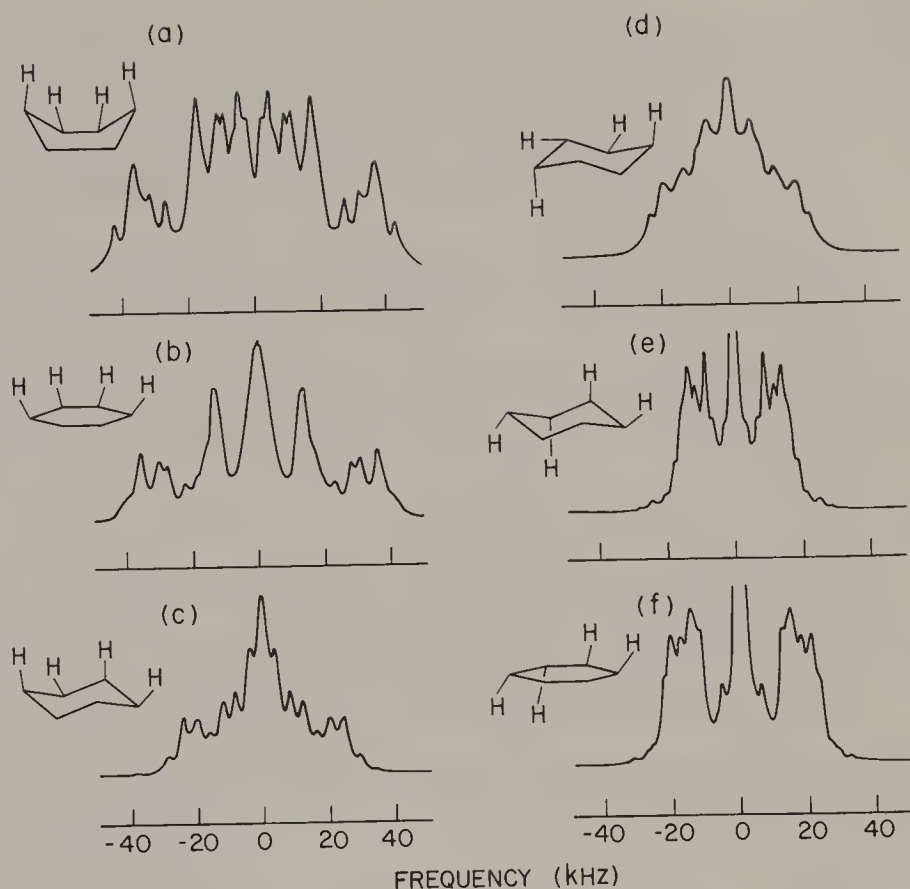 (a)
H H
H H
(d)
H H H
H
(b)
H H H H
(e)
H
H H
H
(c)
H H H
H
(f)
H
H
H H
-40 -20 0 20 40
-40 -20 0 20 40
FREQUENCY (kHz)